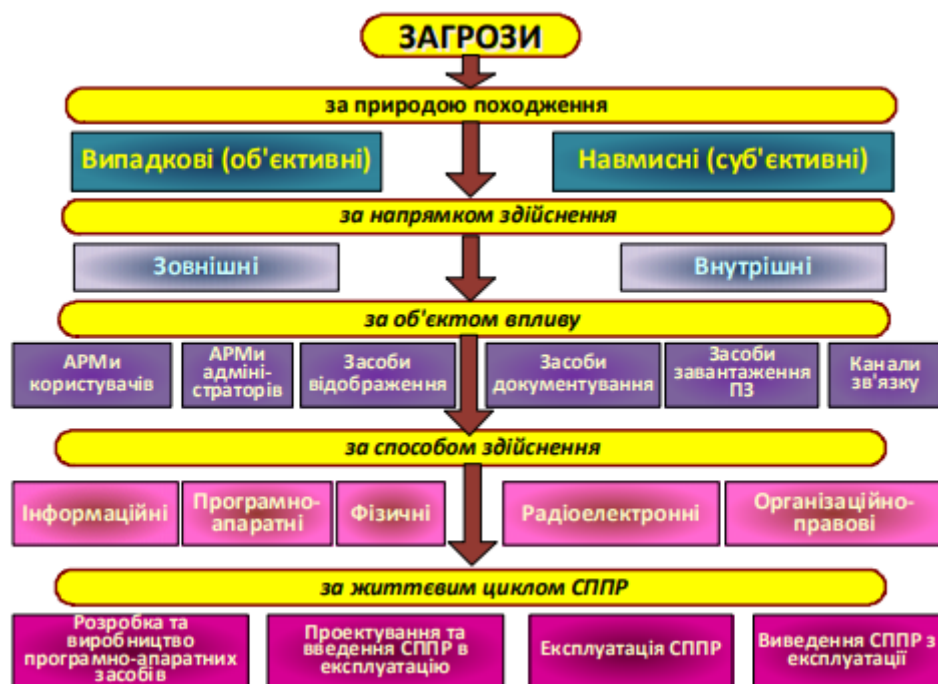 ЗАГРОЗИ
за природою походження
Випадкові (об'єктивні)
Навмисні (суб'єктивні)
за напрямком здійснення
Зовнішні
Внутрішні
за об'єктом впливу
АРМи
користувачів
АРМи
адміні-
страторів
Засоби
відображення
Засоби
документування
Засоби
завантаження
ПЗ
Канали
зв'язку
за способом здійснення
Інформаційні
Програмно-
апаратні
Фізичні
Радіоелектронні
Організаційно-
правові
за життєвим циклом СППР
Розробка та
виробництво
програмно-апаратних
засобів
Проектування та
введення СППР в
експлуатацію
Експлуатація СППР
Виведення СППР з
експлуатації